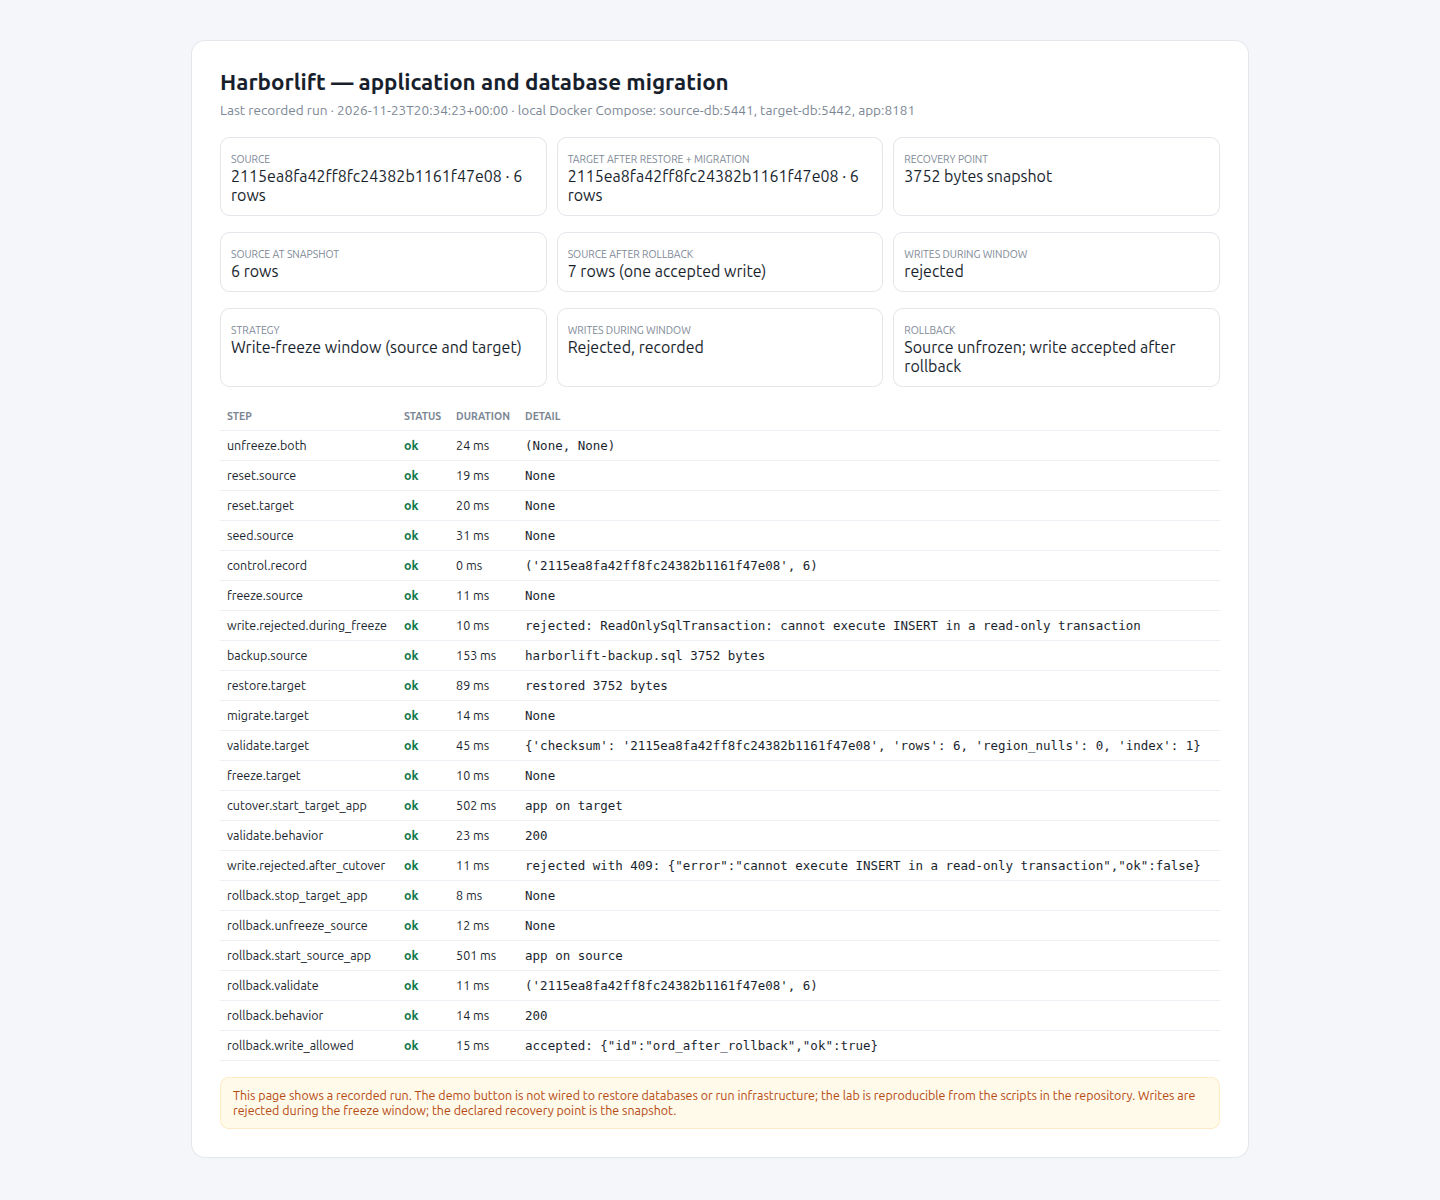 Harborlift — application and database migration
Last recorded run · 2026-11-23T20:34:23+00:00 · local Docker Compose: source-db:5441, target-db:5442, app:8181
SOURCE
2115ea8fa42ff8fc24382b1161f47e08 · 6
rows
TARGET AFTER RESTORE + MIGRATION
2115ea8fa42ff8fc24382b1161f47e08 · 6
rows
RECOVERY POINT
3752 bytes snapshot
SOURCE AT SNAPSHOT
6 rows
SOURCE AFTER ROLLBACK
7 rows (one accepted write)
WRITES DURING WINDOW
rejected
STRATEGY
Write-freeze window (source and target)
WRITES DURING WINDOW
Rejected, recorded
ROLLBACK
Source unfrozen; write accepted after
rollback
STEP STATUS DURATION DETAIL
unfreeze.both ok 24 ms (None, None)
reset.source ok 19 ms None
reset.target ok 20 ms None
seed.source ok 31 ms None
control.record ok 0 ms ('2115ea8fa42ff8fc24382b1161f47e08', 6)
freeze.source ok 11 ms None
write.rejected.during_freeze ok 10 ms rejected: ReadOnlySqlTransaction: cannot execute INSERT in a read-only transaction
backup.source ok 153 ms harborlift-backup.sql 3752 bytes
restore.target ok 89 ms restored 3752 bytes
migrate.target ok 14 ms None
validate.target ok 45 ms {'checksum': '2115ea8fa42ff8fc24382b1161f47e08', 'rows': 6, 'region_nulls': 0, 'index': 1}
freeze.target ok 10 ms None
cutover.start_target_app ok 502 ms app on target
validate.behavior ok 23 ms 200
write.rejected.after_cutover ok 11 ms rejected with 409: {"error":"cannot execute INSERT in a read-only transaction","ok":false}
rollback.stop_target_app ok 8 ms None
rollback.unfreeze_source ok 12 ms None
rollback.start_source_app ok 501 ms app on source
rollback.validate ok 11 ms ('2115ea8fa42ff8fc24382b1161f47e08', 6)
rollback.behavior ok 14 ms 200
rollback.write_allowed ok 15 ms accepted: {"id":"ord_after_rollback","ok":true}
This page shows a recorded run. The demo button is not wired to restore databases or run infrastructure; the lab is reproducible from the scripts in the repository. Writes are
rejected during the freeze window; the declared recovery point is the snapshot.